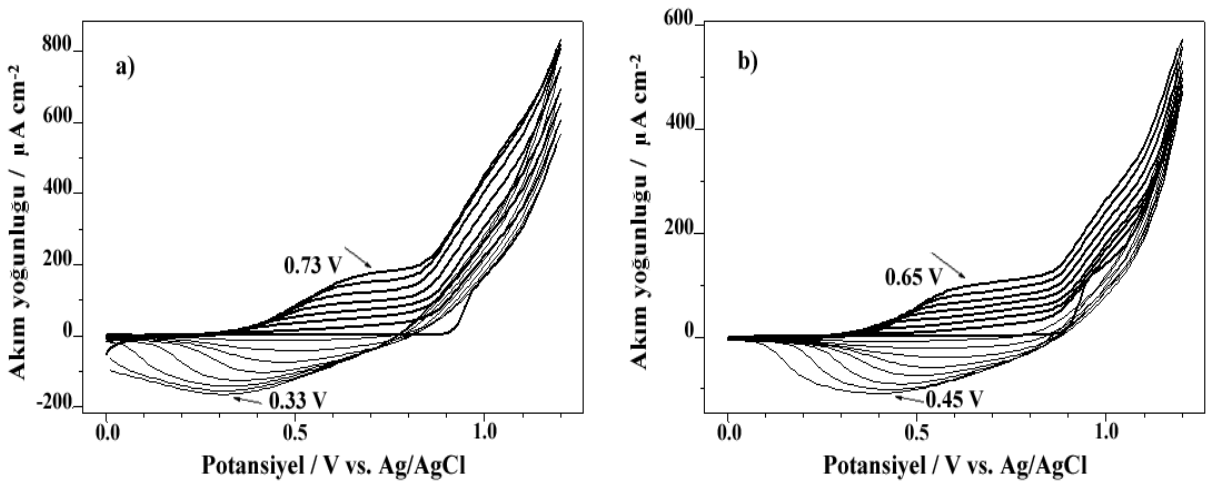 a)
Akım yoğunluğu / µA cm-2
800
600
400
200
0
-200
0.73 V
0.33 V
0.0
0.5
1.0
Potansiyel / V vs. Ag/AgCl
b)
Akım yoğunluğu / µA cm-2
600
400
200
0
0.65 V
0.45 V
0.0
0.5
1.0
Potansiyel / V vs. Ag/AgCl